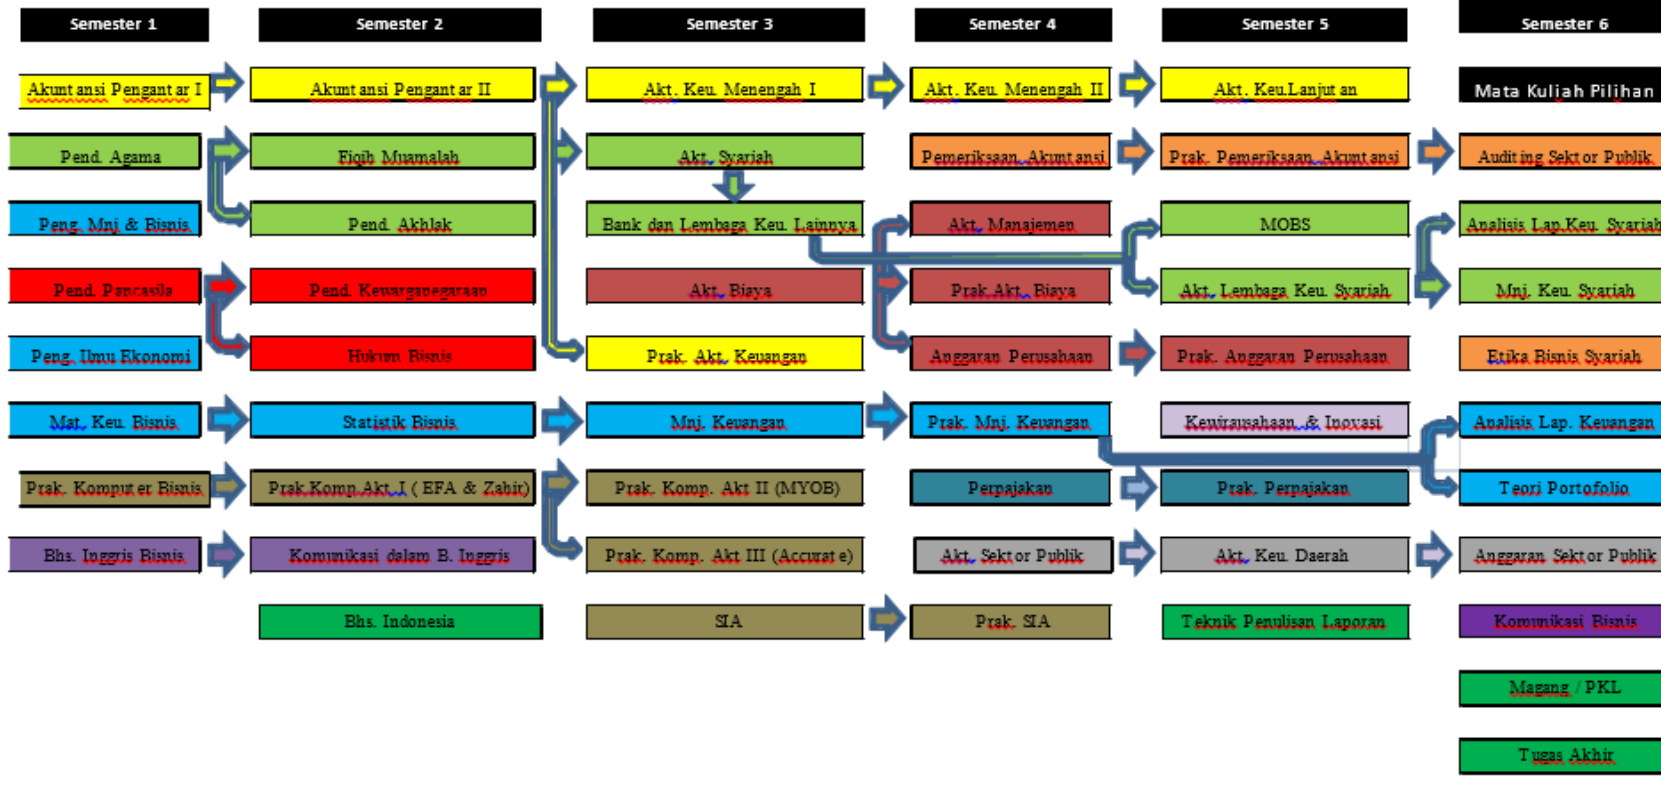 Semester 1
Semester 2
Semester 3
Semester 4
Semester 5
Semester 6
Akuntansi Pengantar I
Akuntansi Pengantar II
Akt. Keu. Menengah I
Akt. Keu. Menengah II
Akt. Keu.Lanjutan
Mata Kuliah Pilihan
Pend. Agama
Fiqih Muamalah
Akt. Syariah
Pemeriksaan Akuntansi
Prak. Pemeriksaan Akuntansi
Auditing Sektor Publik
Peng. Mnj & Bisnis
Pend. Akhlak
Bank dan Lembaga Keu. Lainnya
Akt. Manajemen
MOBS
Analisis Lap.Keu. Syariah
Pend. Pancasila
Pend. Kewarganegaraan
Akt. Biaya
Prak.Akt. Biaya
Akt. Lembaga Keu. Syariah
Mnj. Keu. Syariah
Peng. Ilmu Ekonomi
Hukum Bisnis
Prak. Akt. Keuangan
Anggaran Perusahaan
Prak. Anggaran Perusahaan
Etika Bisnis Syariah
Mat. Keu. Bisnis
Statistik Bisnis
Mnj. Keuangan
Prak. Mnj. Keuangan
Kewirausahaan & Inovasi
Analisis Lap. Keuangan
Prak. Komputer Bisnis
Prak.Komp.Akt. I ( EFA & Zahir)
Prak. Komp. Akt II (MYOB)
Perpajakan
Prak. Perpajakan
Teori Portofolio
Bhs. Inggris Bisnis
Komunikasi dalam B. Inggris
Prak. Komp. Akt III (Accurate)
Akt. Sektor Publik
Akt. Keu. Daerah
Anggaran Sektor Publik
Bhs. Indonesia
SIA
Prak. SIA
Teknik Penulisan Laporan
Komunikasi Bisnis
Magang / PKL
Tugas Akhir